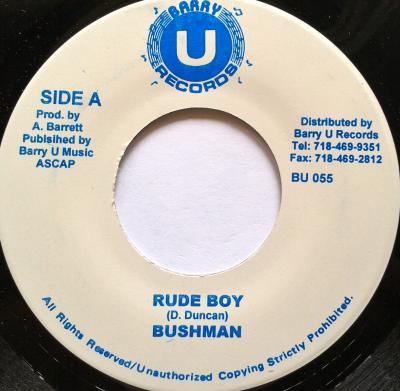 BARRY
U
RECORDS
SIDE A
Prod. by
A. Barrett
Pubisihed by
Barry U Music
ASCAP
Distributed by
Barry U Records
Tel: 718-469-9351
Fax: 718-469-2812
BU 055
RUDE BOY
(D. Duncan)
BUSHMAN
All Rights Reserved/Unauthorized Copying Strictly Prohibited.